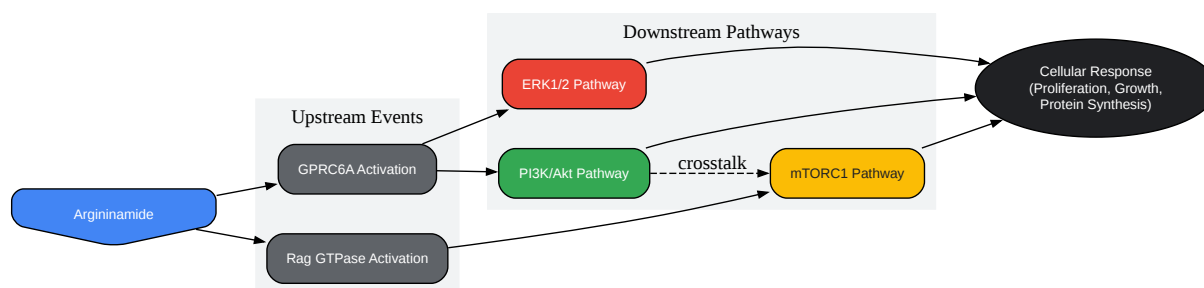 Downstream Pathways
Cellular Response
(Proliferation, Growth,
Protein Synthesis)
ERK1/2 Pathway
Upstream Events
GPRC6A Activation
PI3K/Akt Pathway
crosstalk
mTORC1 Pathway
Argininamide
Rag GTPase Activation